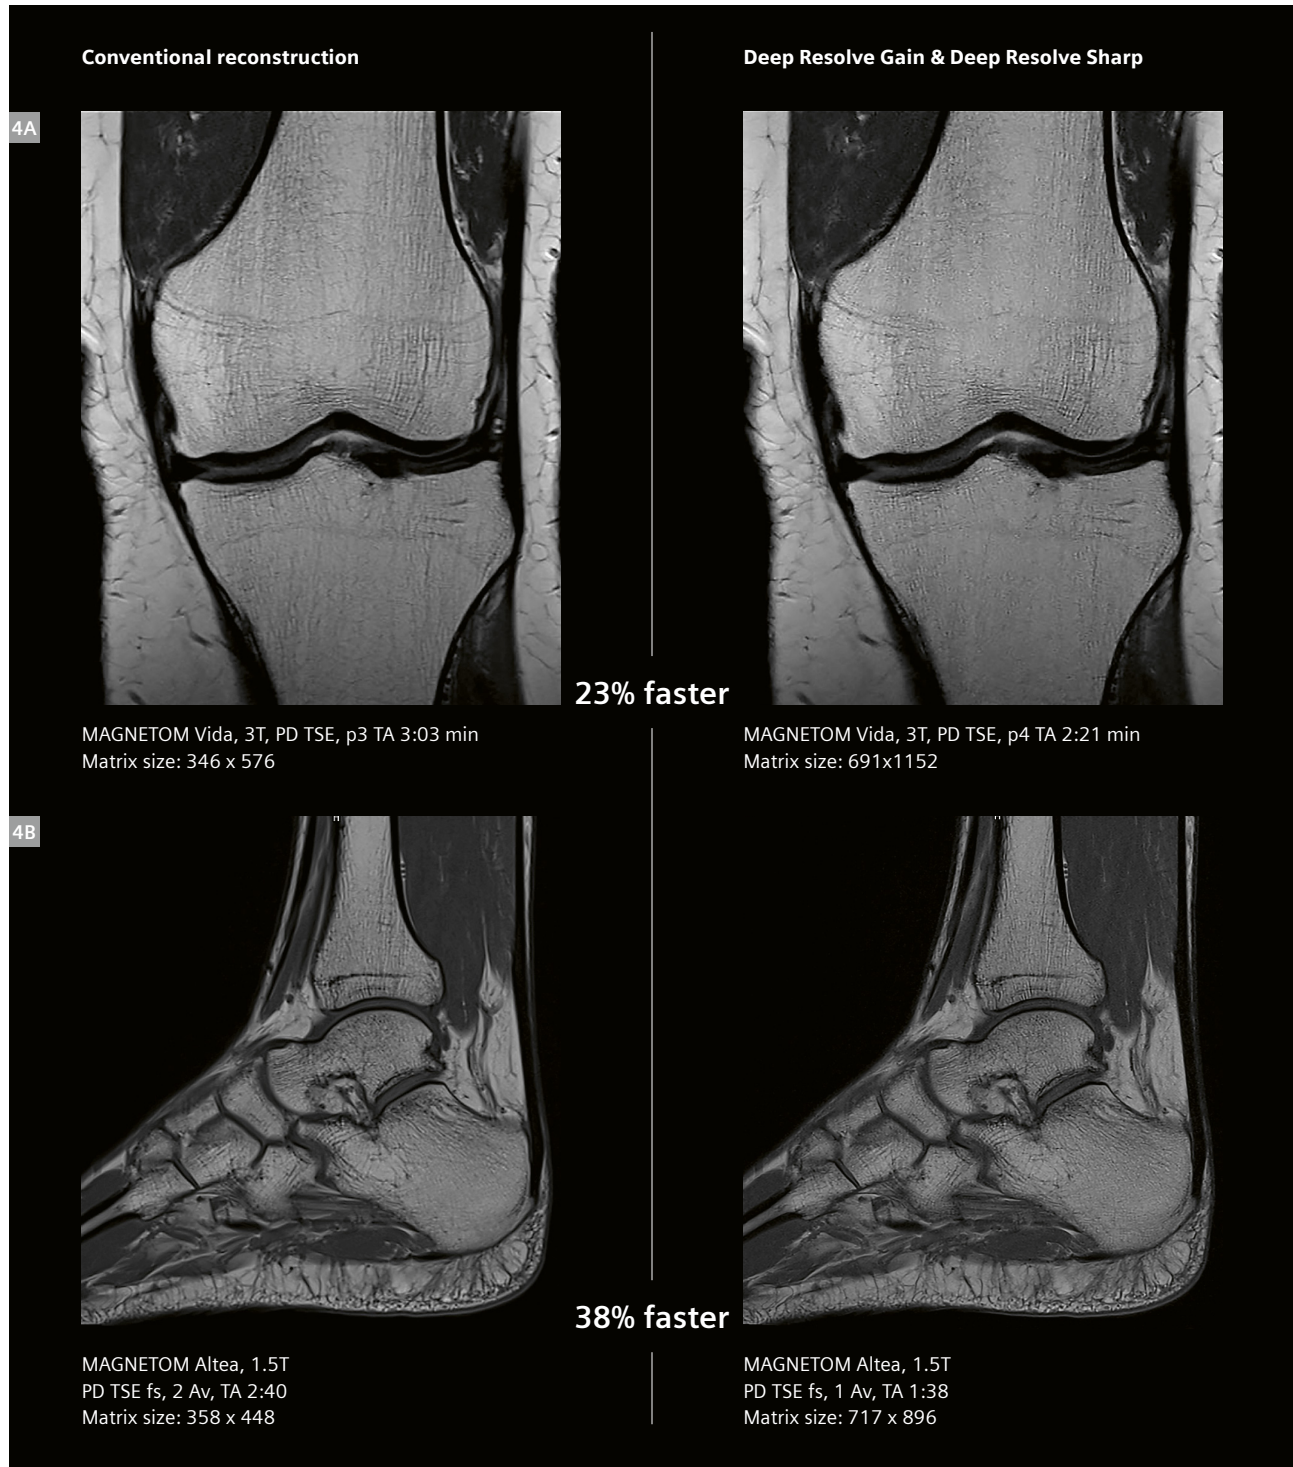 Conventional reconstruction
Deep Resolve Gain & Deep Resolve Sharp
4A
23% faster
MAGNETOM Vida, 3T, PD TSE, p3 TA 3:03 min
Matrix size: 346 x 576
MAGNETOM Vida, 3T, PD TSE, p4 TA 2:21 min
Matrix size: 691x1152
4B
H
H
38% faster
MAGNETOM Altea, 1.5T
PD TSE fs, 2 Av, TA 2:40
Matrix size: 358 x 448
MAGNETOM Altea, 1.5T
PD TSE fs, 1 Av, TA 1:38
Matrix size: 717 x 896